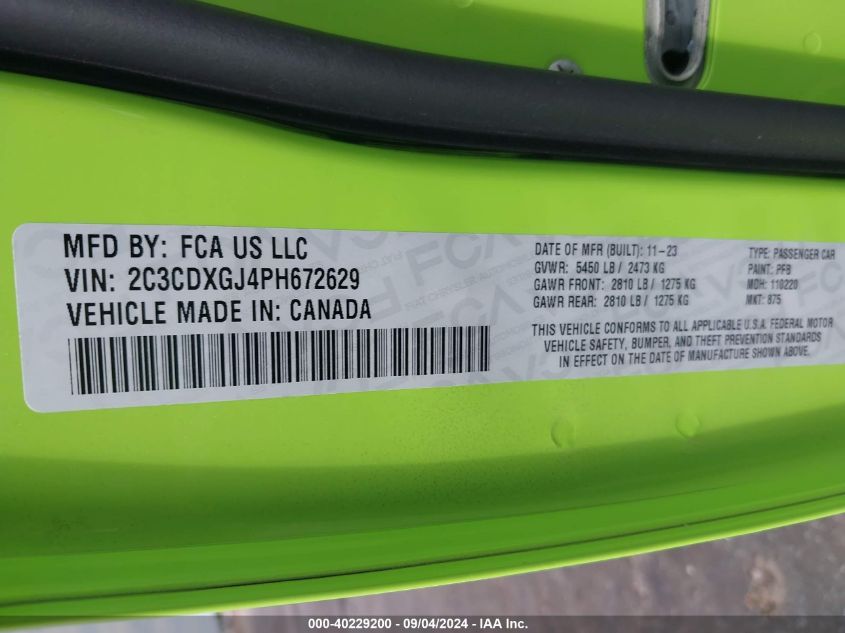 MFD BY: FCA US LLC
VIN: 2C3CDXGJ4PH672629
VEHICLE MADE IN: CANADA
DATE OF MFR (BUILT): 11-23
GVWR: 5450 LB / 2473 KG
GAWR FRONT: 2810 LB / 1275 KG
GAWR REAR: 2810 LB / 1275 KG
TYPE: PASSENGER CAR
PAINT: PFB
MDH: 110220
MKT: 875
THIS VEHICLE CONFORMS TO ALL APPLICABLE U.S.A. FEDERAL MOTOR
VEHICLE SAFETY, BUMPER, AND THEFT PREVENTION STANDARDS
IN EFFECT ON THE DATE OF MANUFACTURE SHOWN ABOVE.
000-40229200 - 09/04/2024 - IAA Inc.